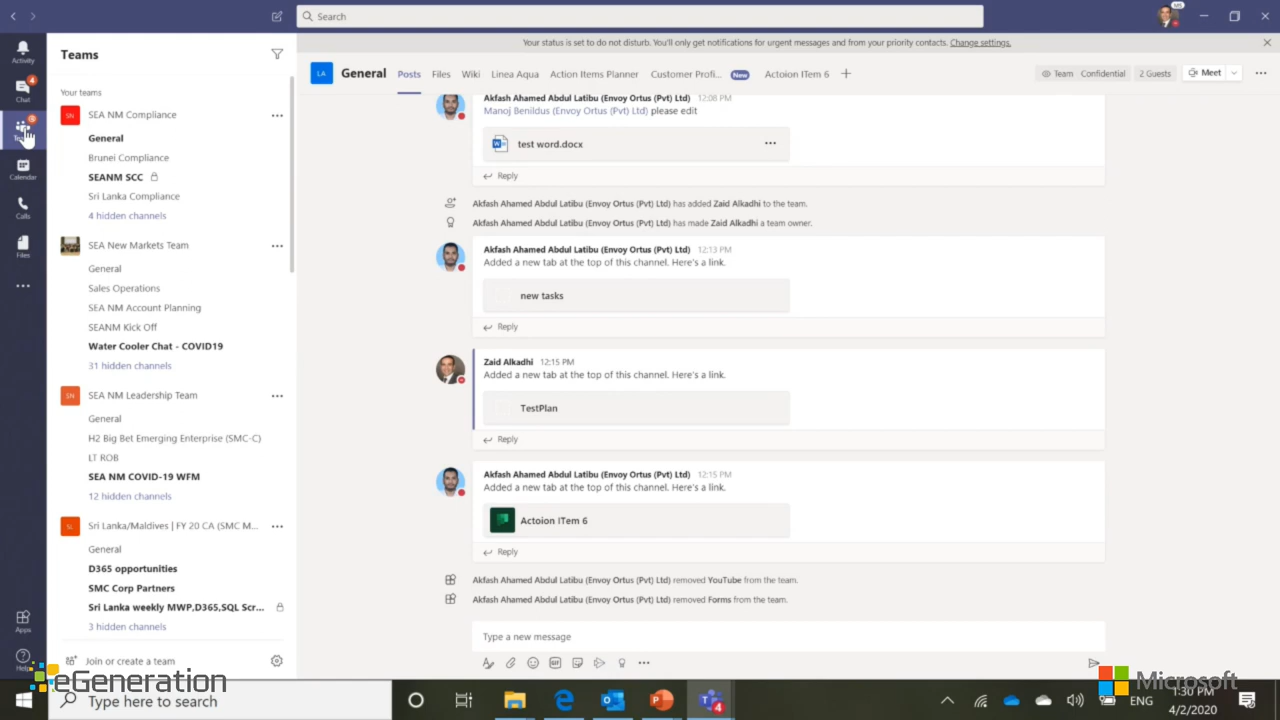 Search
Your status is set to do not disturb. You'll only get notifications for urgent messages and from your priority contacts. Change settings.
Activity
Chat
4
Calendar
Calls
Files
Apps
Help
Teams
Your teams
SN
SEA NM Compliance
General
Brunei Compliance
SEANM SCC
Sri Lanka Compliance
4 hidden channels
SEA New Markets Team
General
Sales Operations
SEA NM Account Planning
SEANM Kick Off
Water Cooler Chat - COVID19
31 hidden channels
SN
SEA NM Leadership Team
General
H2 Big Bet Emerging Enterprise (SMC-C)
LT ROB
SEA NM COVID-19 WFM
12 hidden channels
SL
Sri Lanka/Maldives | FY 20 CA (SMC M...
General
D365 opportunities
SMC Corp Partners
Sri Lanka weekly MWP,D365,SQL Scr...
3 hidden channels
Join or create a team
LA General Posts Files Wiki Linea Aqua Action Items Planner Customer Profi... New Actoion ITem 6 + Team Confidential 2 Guests Meet
Akfash Ahamed Abdul Latibu (Envoy Ortus (Pvt) Ltd) 12:08 PM
Manoj Benildus (Envoy Ortus (Pvt) Ltd) please edit
test word.docx
Reply
Akfash Ahamed Abdul Latibu (Envoy Ortus (Pvt) Ltd) has added Zaid Alkadhi to the team.
Akfash Ahamed Abdul Latibu (Envoy Ortus (Pvt) Ltd) has made Zaid Alkadhi a team owner.
Akfash Ahamed Abdul Latibu (Envoy Ortus (Pvt) Ltd) 12:13 PM
Added a new tab at the top of this channel. Here's a link.
new tasks
Reply
Zaid Alkadhi 12:15 PM
Added a new tab at the top of this channel. Here's a link.
TestPlan
Reply
Akfash Ahamed Abdul Latibu (Envoy Ortus (Pvt) Ltd) 12:15 PM
Added a new tab at the top of this channel. Here's a link.
Actoion ITem 6
Reply
Akfash Ahamed Abdul Latibu (Envoy Ortus (Pvt) Ltd) removed YouTube from the team.
Akfash Ahamed Abdul Latibu (Envoy Ortus (Pvt) Ltd) removed Forms from the team.
Type a new message
GIF
eGeneration
Microsoft
Type here to search
4
ENG
1:30 PM
4/2/2020